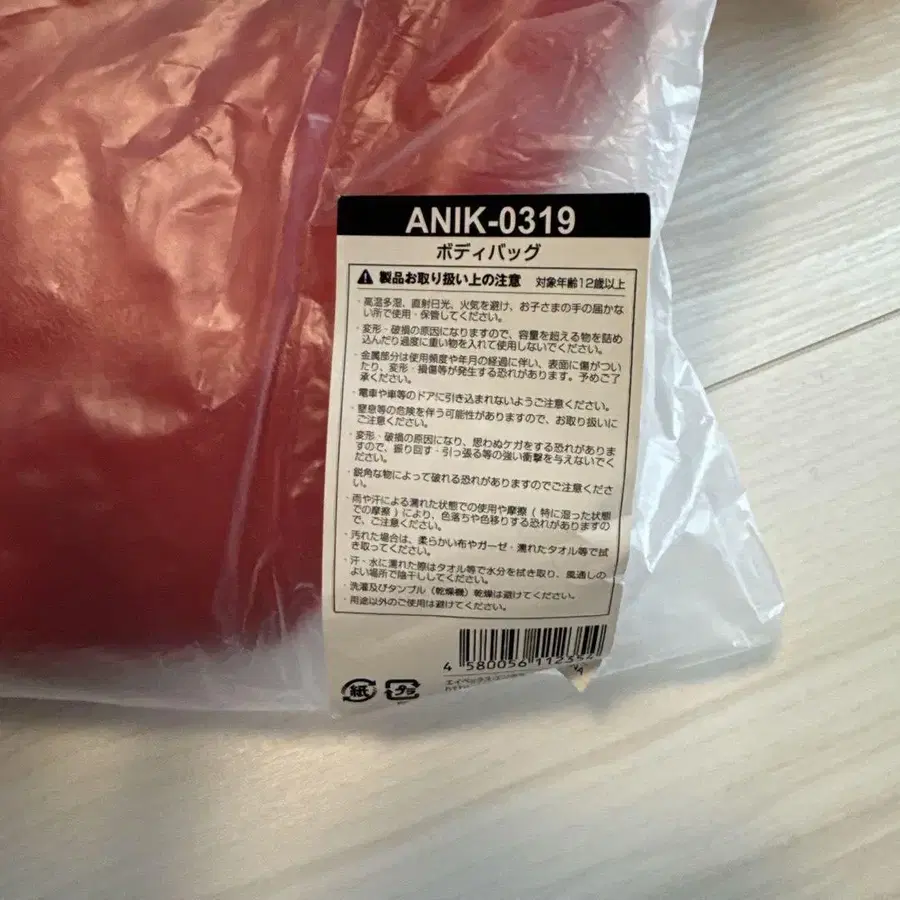 ANIK-0319
ボディバッグ
製品お取り扱い上の注意 対象年齢12歳以上
・高温多湿、直射日光、火気を避け、お子さまの手の届かな
い所で使用・保管してください。
・変形・破損の原因になりますので、容量を超える物を詰め
込んだり過度に重い物を入れて使用しないでください。
・金属部分は使用頻度や年月の経過に伴い、表面に傷がつい
たり、変形・損傷等が発生する恐れがあります。予めご了
承ください。
・電車や車等のドアに引き込まれないようご注意ください。
・窒息等の危険を伴う可能性がありますので、お取り扱いに
ご注意ください。
・変形・破損の原因になり、思わぬケガをする恐れがありま
すので、振り回す・引っ張る等の強い衝撃を与えないでく
ださい。
・鋭角な物によって破れる恐れがありますのでご注意くださ
い。
・雨や汗による濡れた状態での使用や摩擦 ( 特に湿った状態
での摩擦 ) により、色落ちや色移りする恐れがありますの
で、ご注意ください。
・汚れた場合は、柔らかい布やガーゼ・濡れたタオル等で拭
き取ってください。
・汗・水に濡れた際はタオル等で水分を拭き取り、風通しの
よい場所で陰干ししてください。
・洗濯及びタンブル（乾燥機）乾燥は避けてください。
・用途以外のご使用は避けてください。
4 580056 112354
紙 プラ
エイベックス・エンタテ